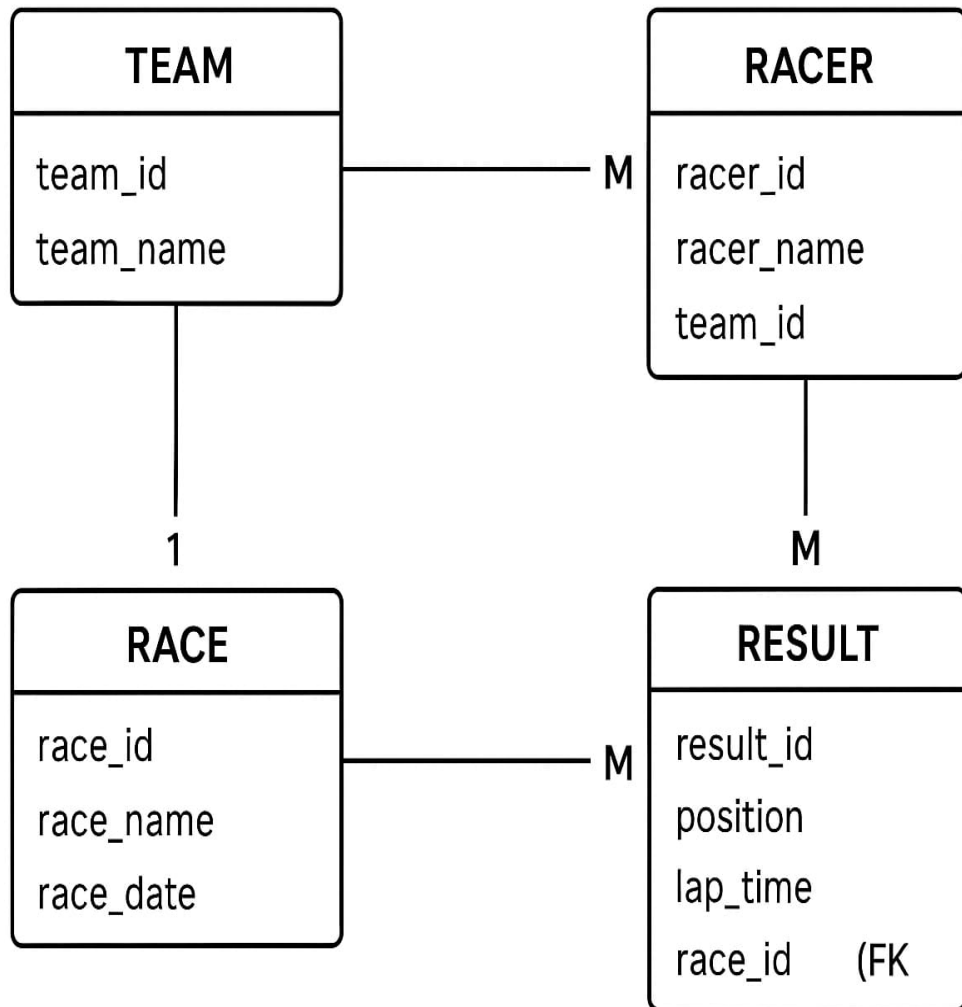 TEAM
team_id
team_name
M
RACER
racer_id
racer_name
team_id
1
M
RACE
race_id
race_name
race_date
M
RESULT
result_id
position
lap_time
race_id (FK